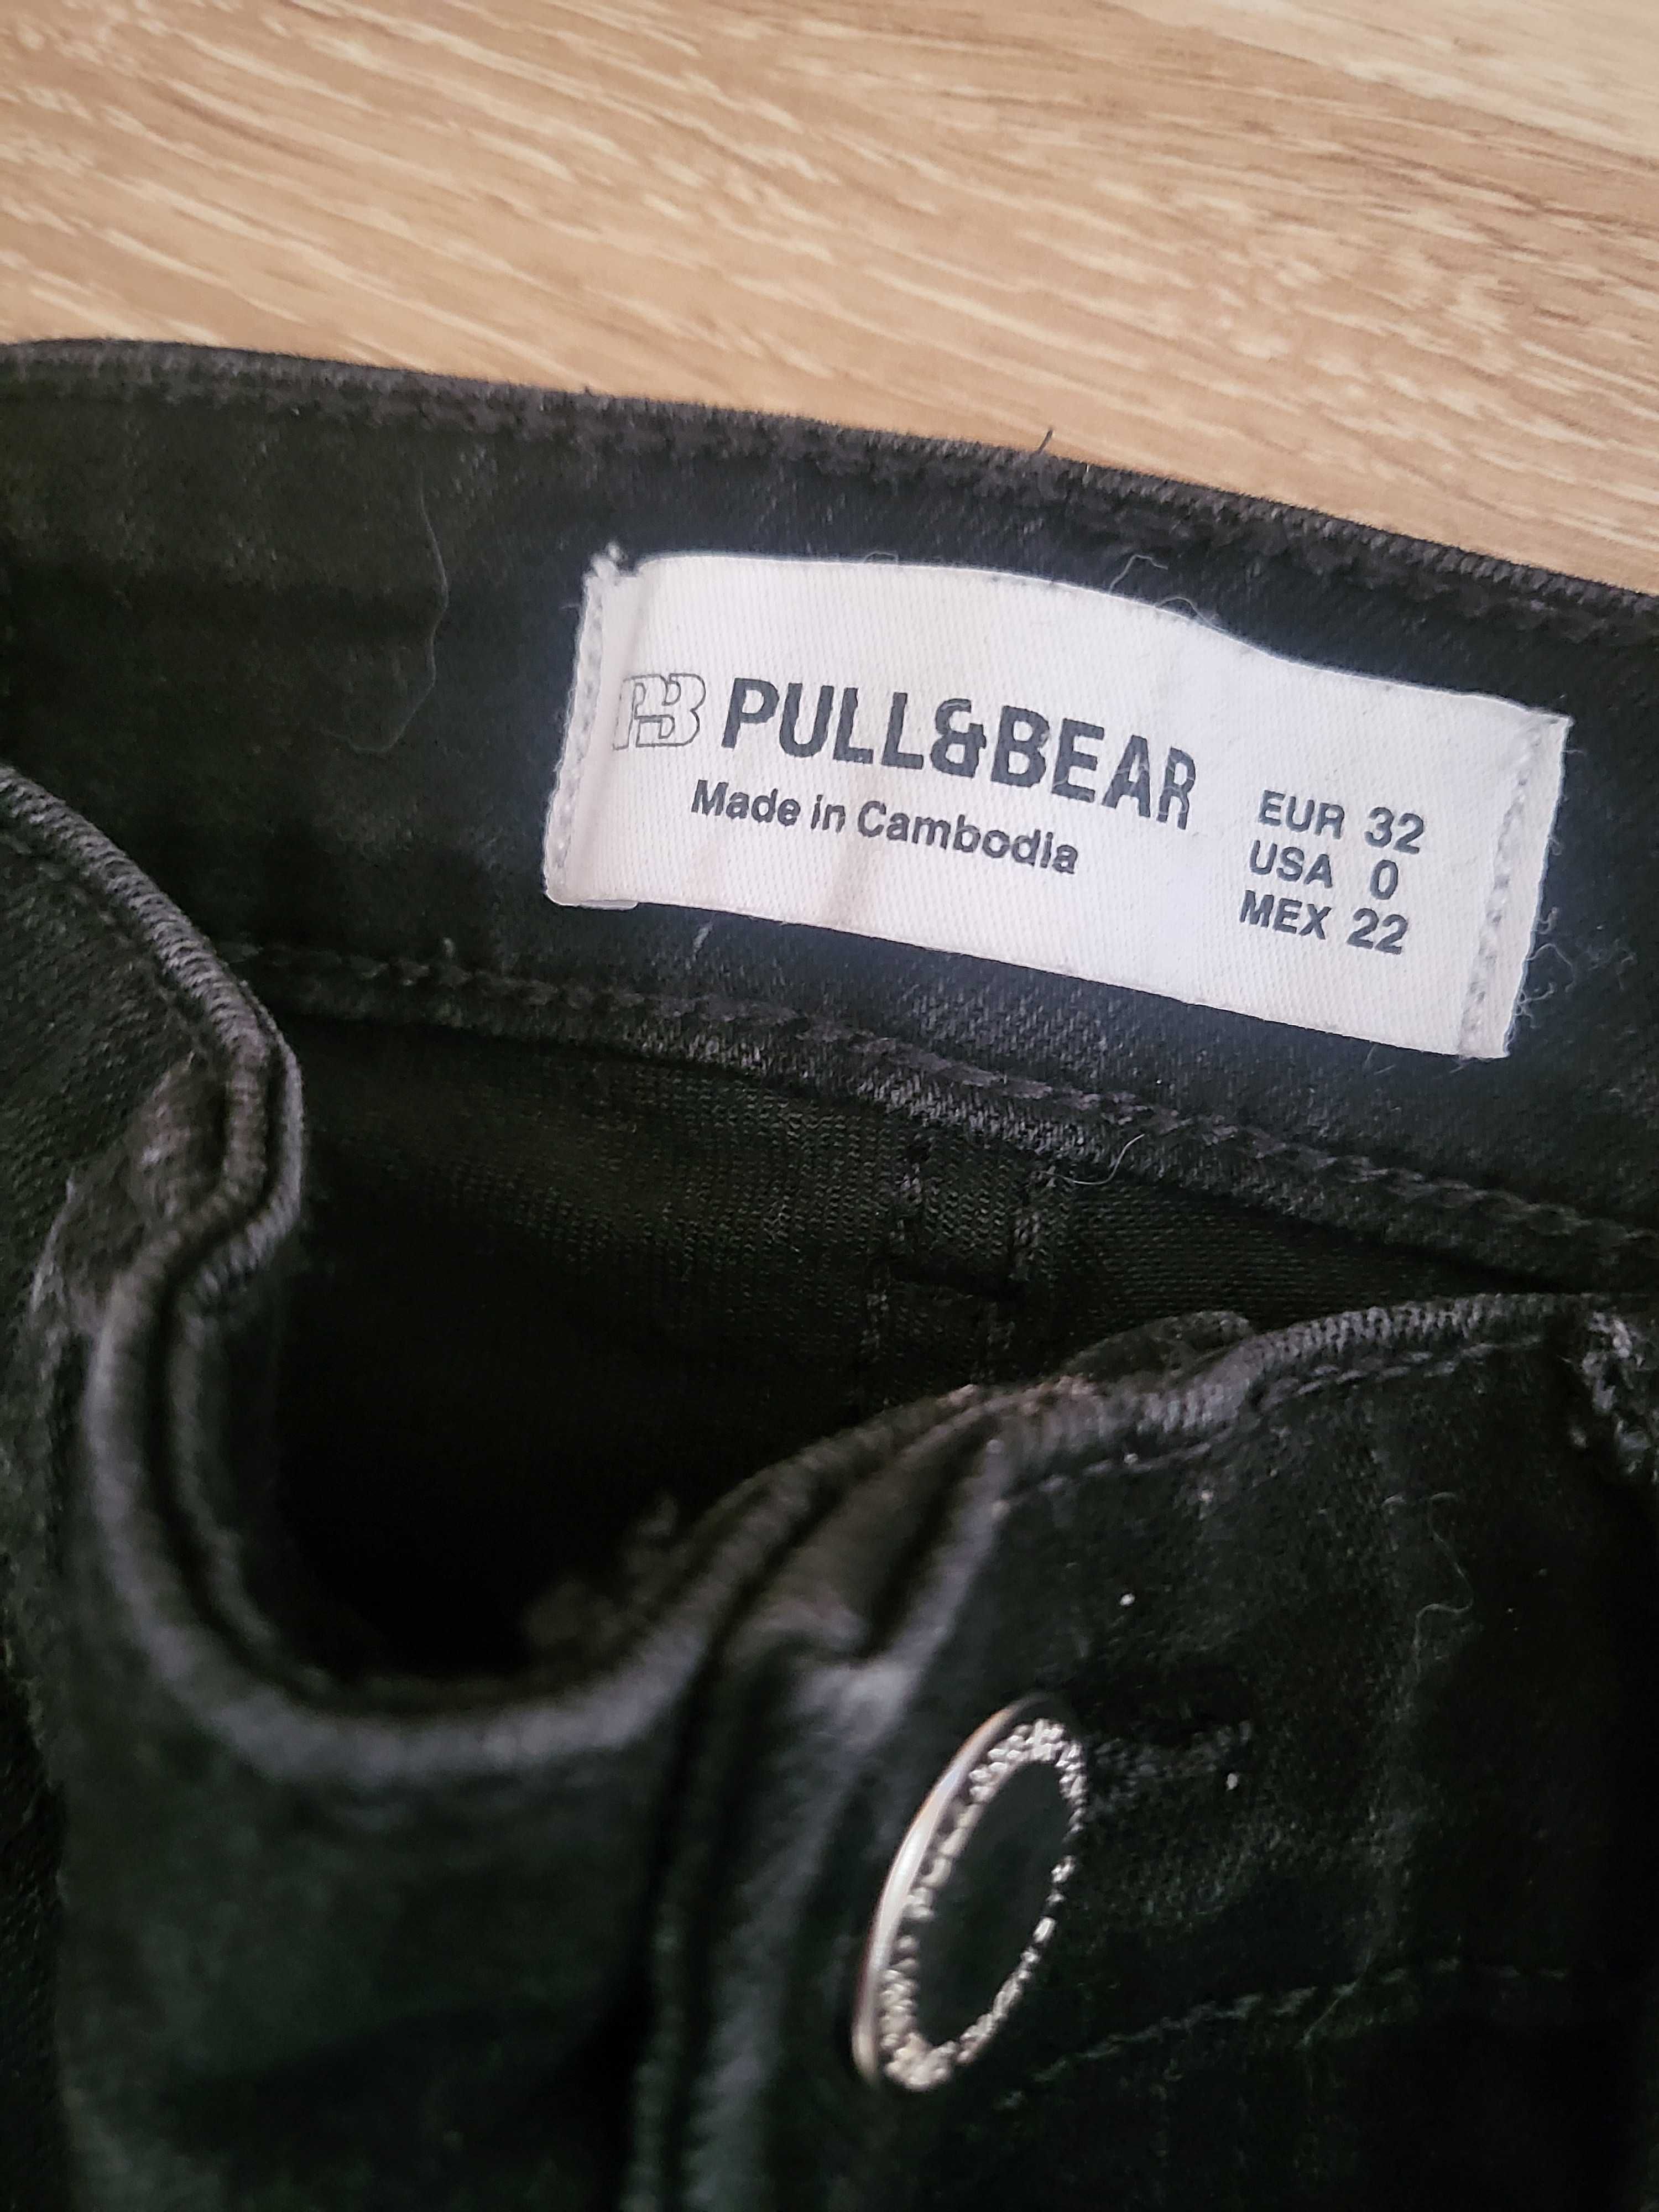 PB PULL&BEAR
Made in Cambodia
EUR 32
USA 0
MEX 22